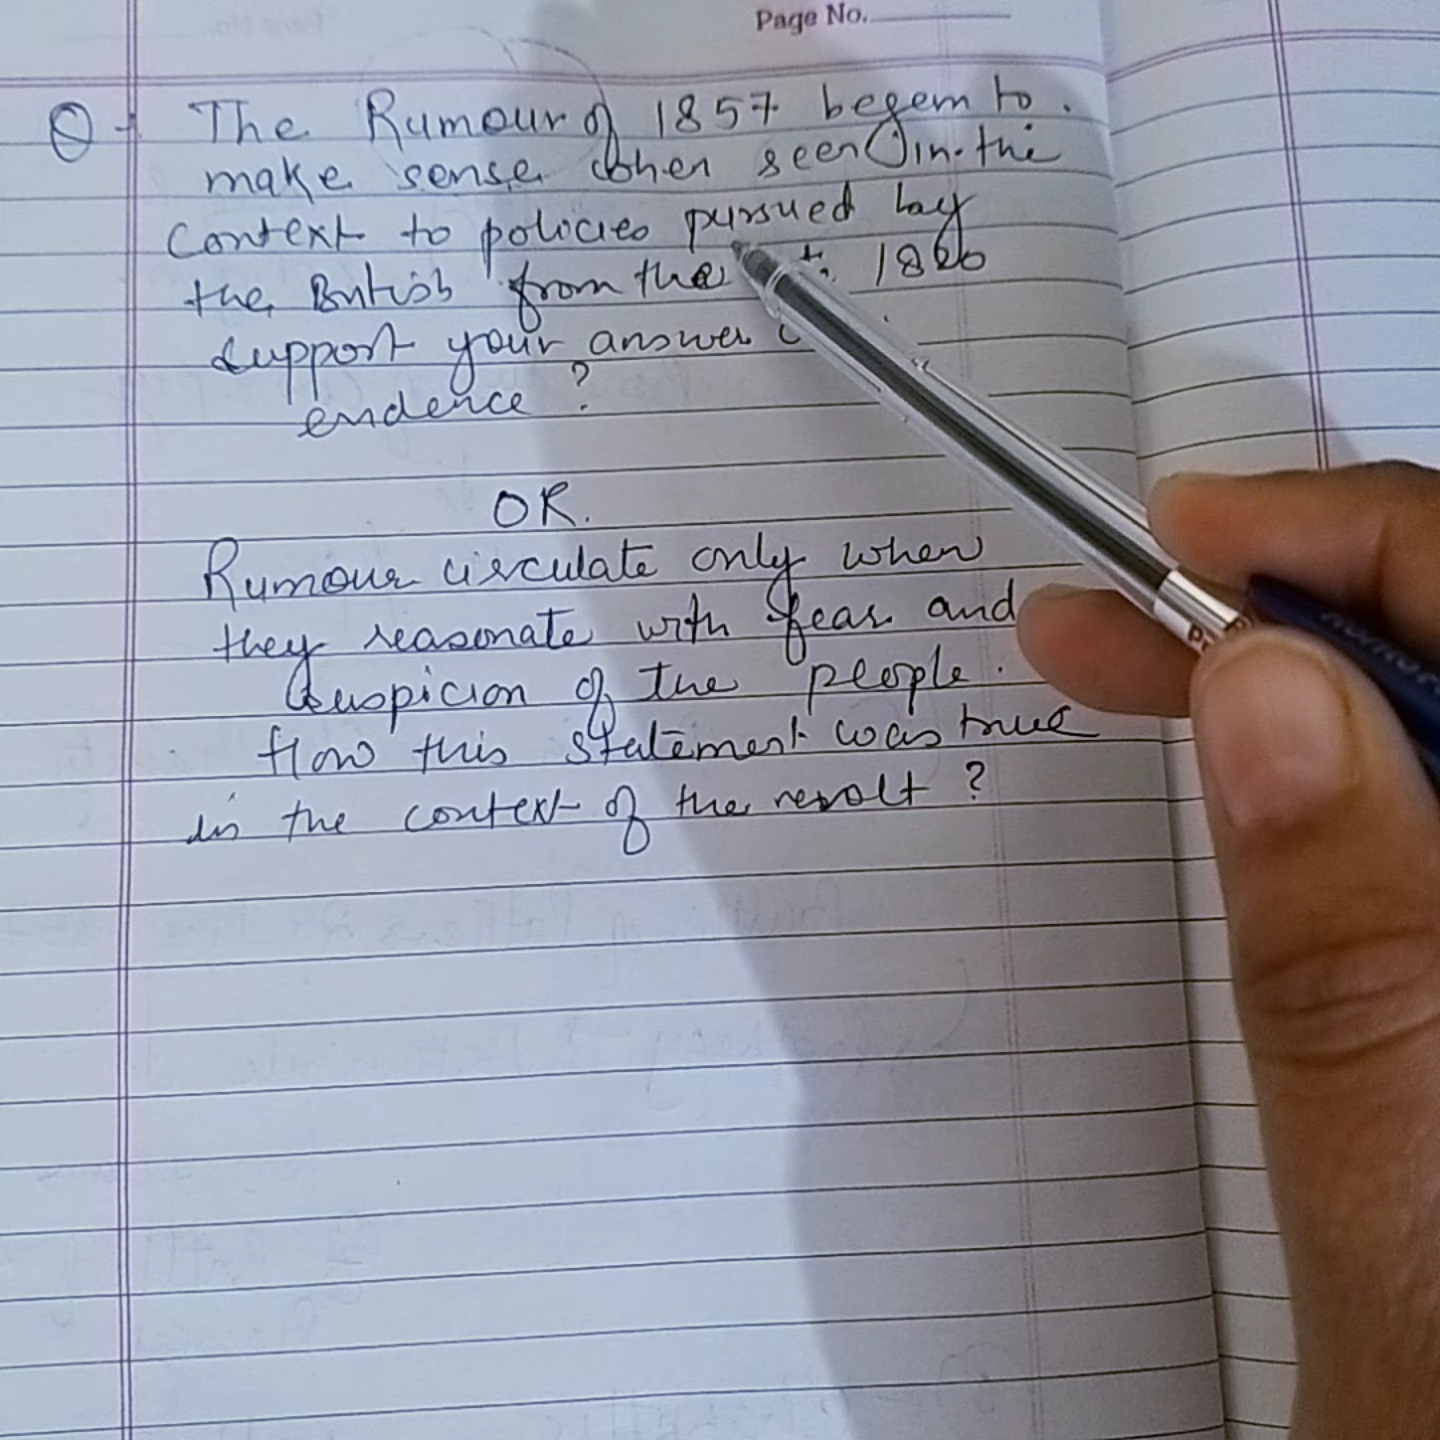 Page No.
Q - The Rumour of 1857 begem to.
make sense when seen in the
Context to policies pursued by
the British from the 1820
support your answer
endence ?
OR.
Rumour circulate only when
they reasonate with fear and
Suspicion of the people.
How this statement was true
in the context of the revolt ?